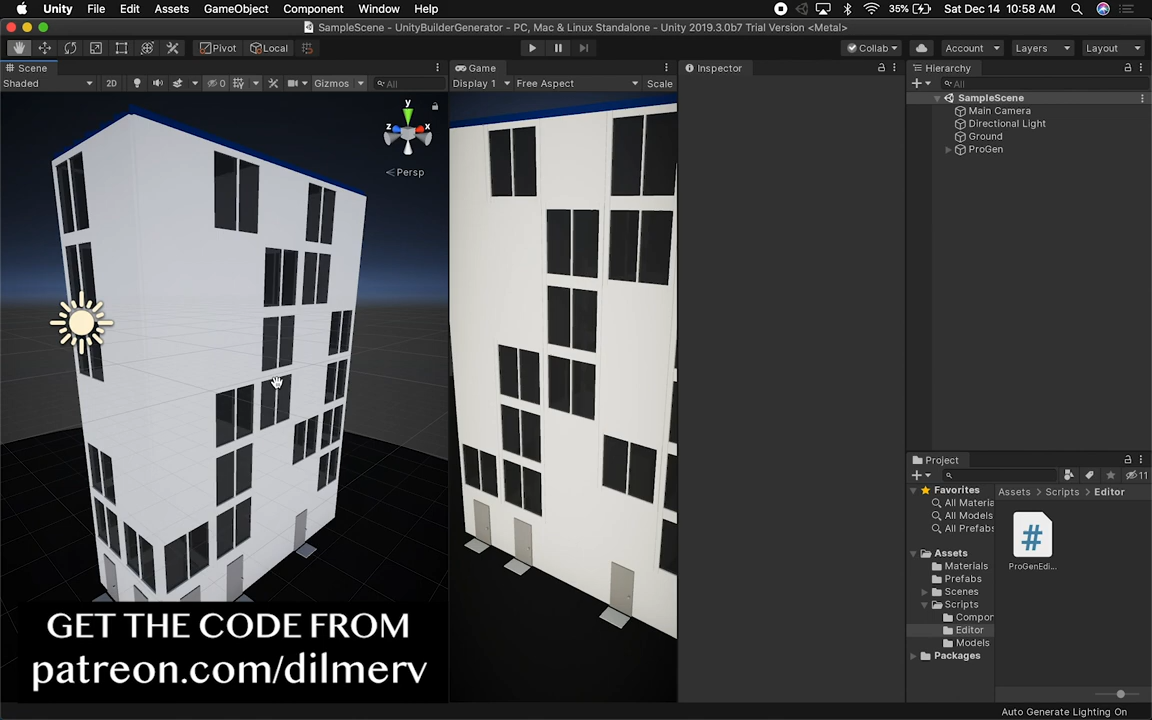 Unity File Edit Assets GameObject Component Window Help 35% Sat Dec 14 10:58 AM
SampleScene - UnityBuilderGenerator - PC, Mac & Linux Standalone - Unity 2019.3.0b7 Trial Version <Metal>
Pivot Local Collab Account Layers Layout
Scene Game Inspector Hierarchy
Shaded 2D 0 Gizmos All Display 1 Free Aspect Scale All
SampleScene
Main Camera
Directional Light
Ground
ProGen
y
z x
Persp
Project
11
Favorites
All Materia
All Models
All Prefabs
Assets
Materials
Prefabs
Scenes
Scripts
Compor
Editor
Models
Packages
Assets > Scripts > Editor
#
ProGenEdi...
GET THE CODE FROM
patreon.com/dilmerv
Auto Generate Lighting On